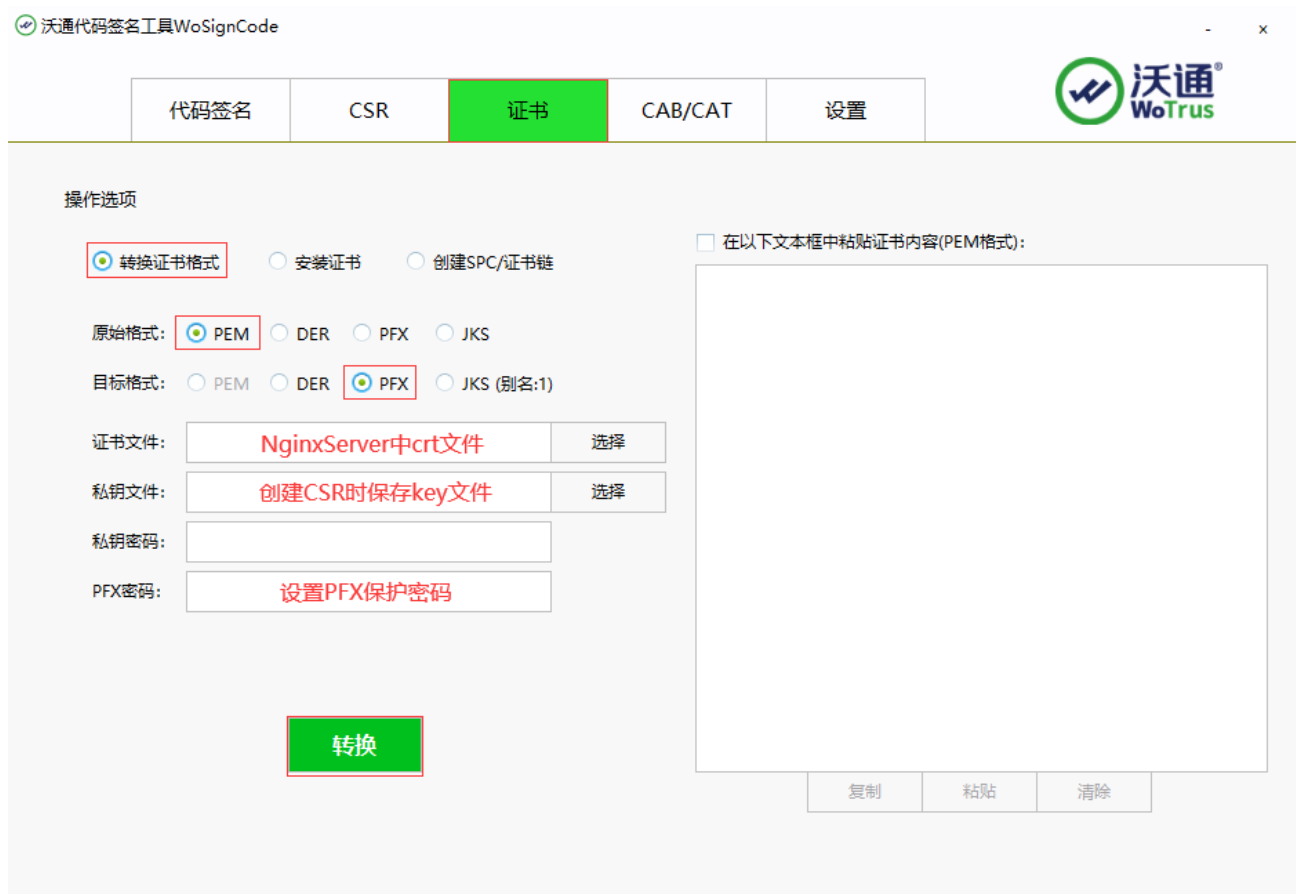 沃通代码签名工具WoSignCode
- x
沃通®
WoTrus
代码签名 CSR 证书 CAB/CAT 设置
操作选项
转换证书格式 安装证书 创建SPC/证书链
原始格式: PEM DER PFX JKS
目标格式: PEM DER PFX JKS (别名:1)
证书文件: NginxServer中crt文件 选择
私钥文件: 创建CSR时保存key文件 选择
私钥密码:
PFX密码: 设置PFX保护密码
转换
在以下文本框中粘贴证书内容(PEM格式):
复制 粘贴 清除